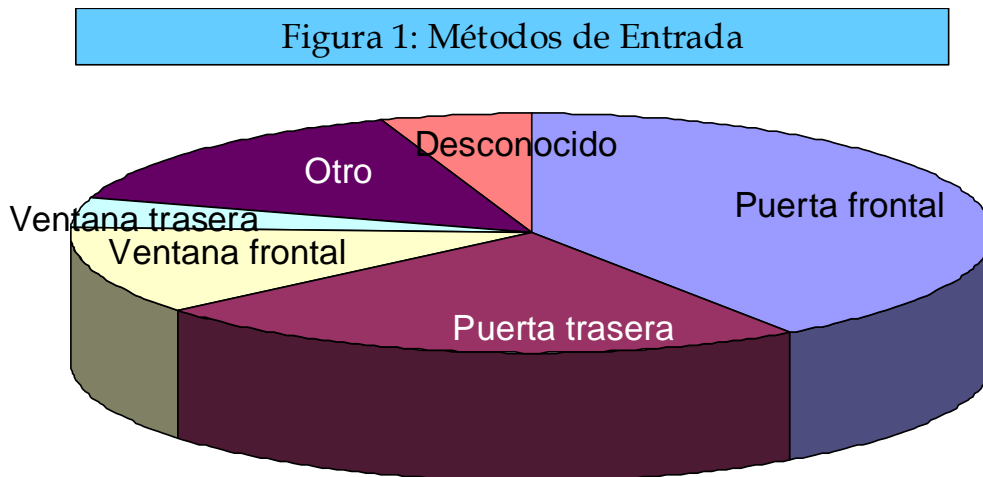 Figura 1: Métodos de Entrada
Desconocido
Otro
Puerta frontal
Ventana trasera
Ventana frontal
Puerta trasera